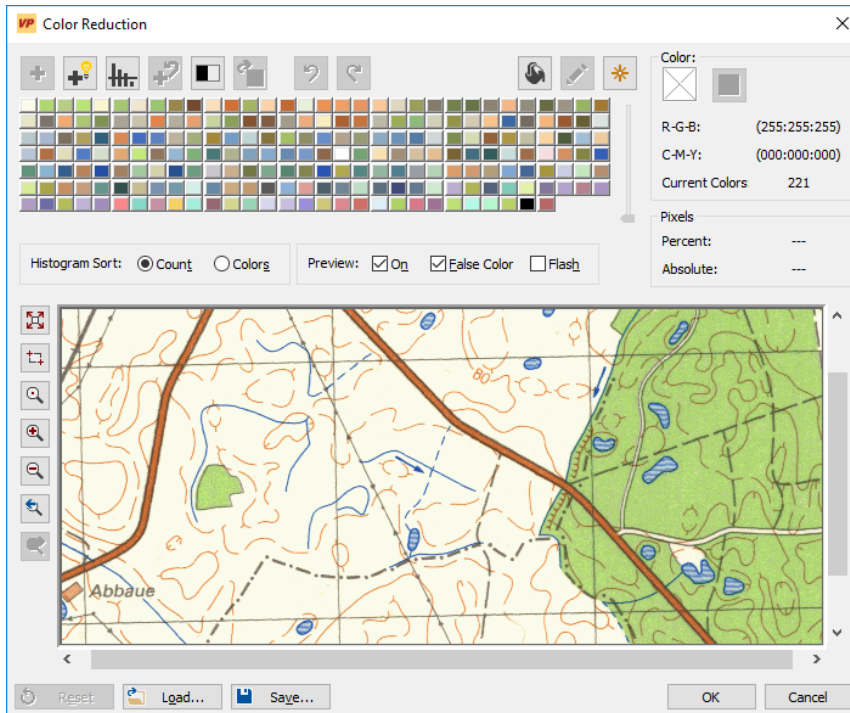 VP Color Reduction
Color:
R-G-B: (255:255:255)
C-M-Y: (000:000:000)
Current Colors: 221
Pixels
Percent: ---
Absolute: ---
Histogram Sort: Count Colors Preview: On False Color Flash
80
Abbaue
Reset Load... Save... OK Cancel